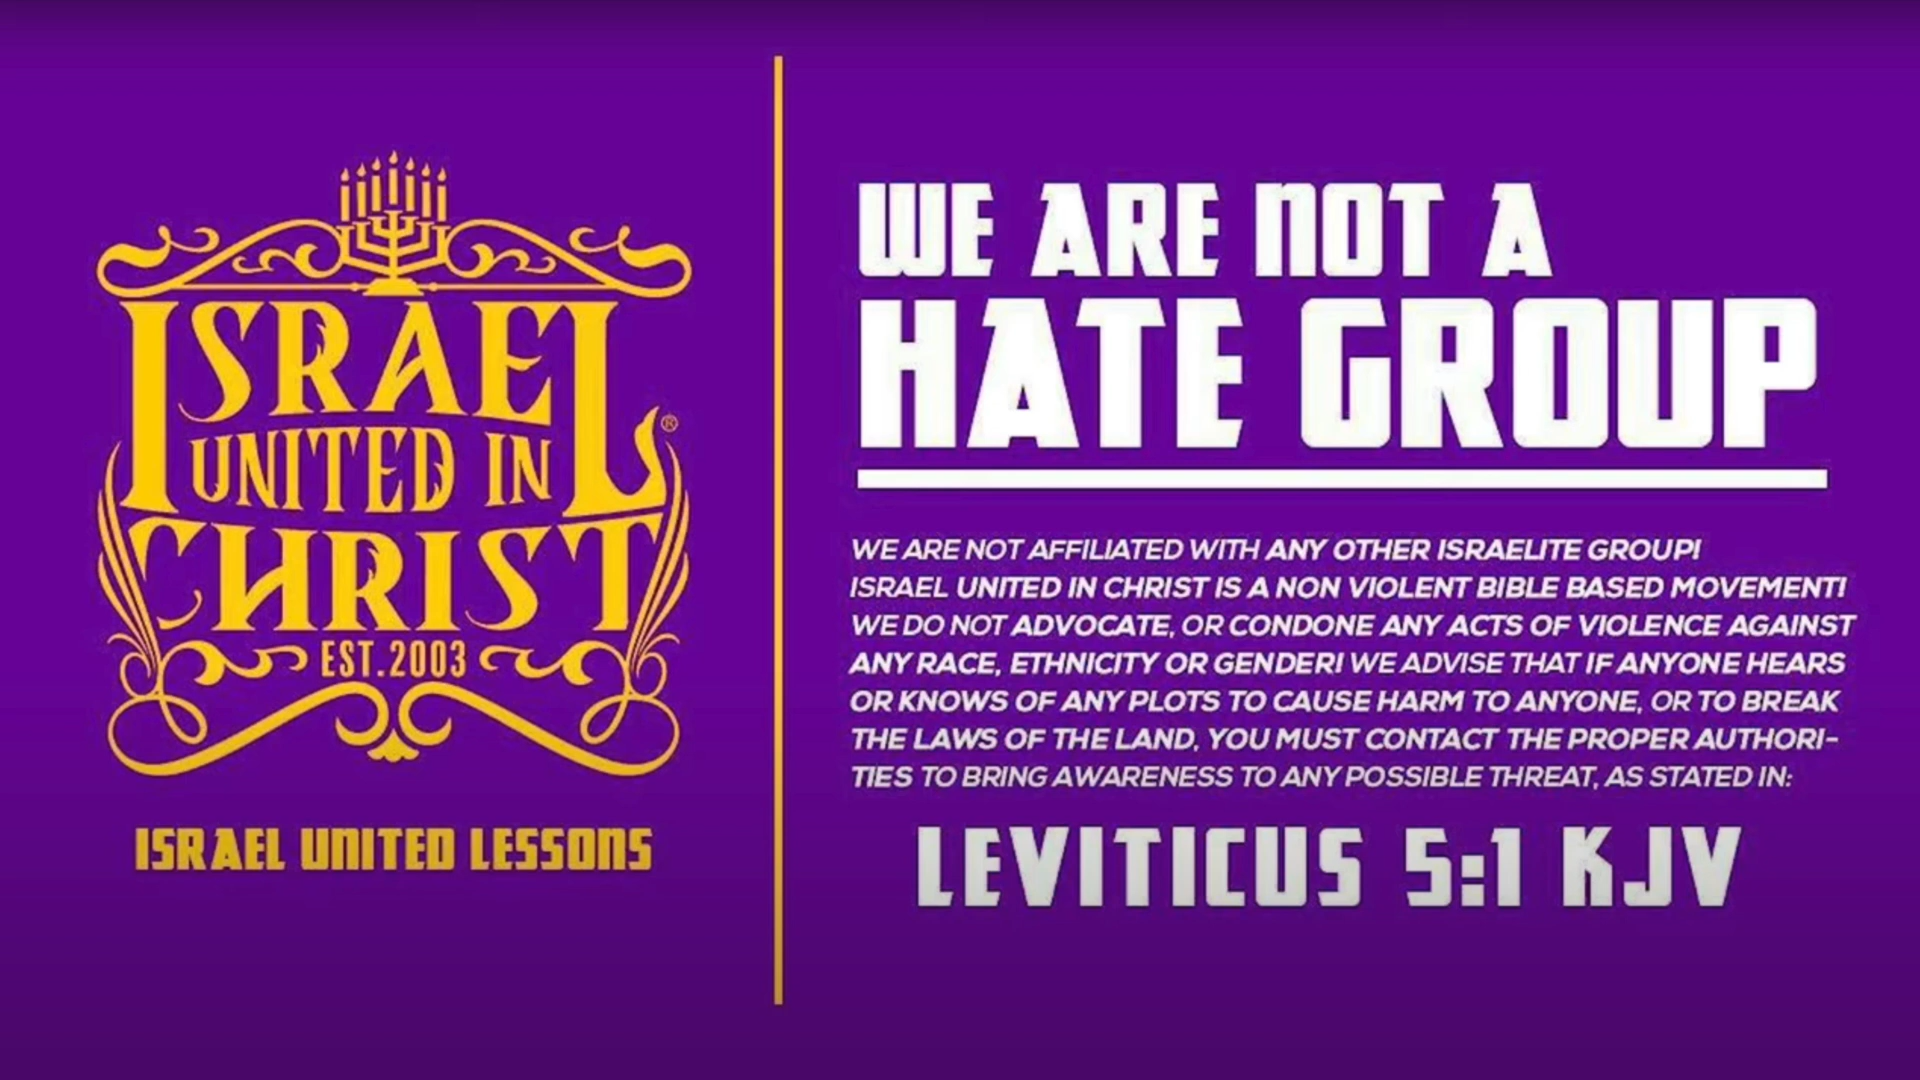 ISRAEL
UNITED IN
CHRIST
®
EST. 2003
ISRAEL UNITED LESSONS
WE ARE NOT A
HATE GROUP
WE ARE NOT AFFILIATED WITH ANY OTHER ISRAELITE GROUP!
ISRAEL UNITED IN CHRIST IS A NON VIOLENT BIBLE BASED MOVEMENT!
WE DO NOT ADVOCATE, OR CONDONE ANY ACTS OF VIOLENCE AGAINST
ANY RACE, ETHNICITY OR GENDER! WE ADVISE THAT IF ANYONE HEARS
OR KNOWS OF ANY PLOTS TO CAUSE HARM TO ANYONE, OR TO BREAK
THE LAWS OF THE LAND, YOU MUST CONTACT THE PROPER AUTHORI-
TIES TO BRING AWARENESS TO ANY POSSIBLE THREAT, AS STATED IN:
LEVITICUS 5:1 KJV